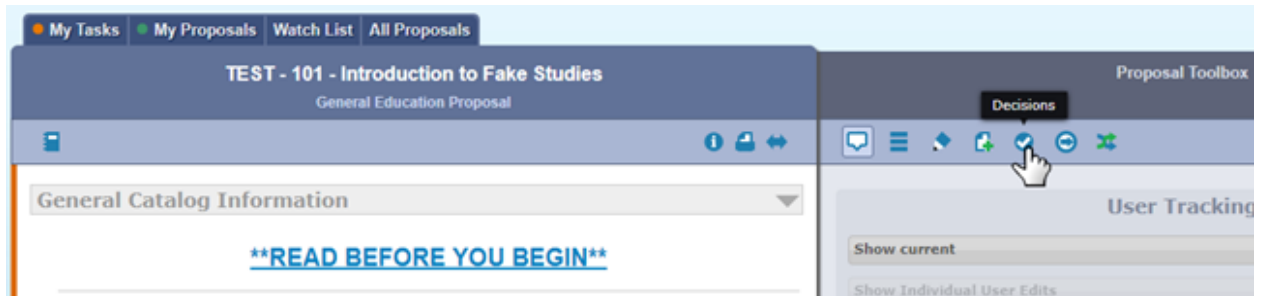 My Tasks My Proposals Watch List All Proposals
TEST - 101 - Introduction to Fake Studies
General Education Proposal
Proposal Toolbox
Decisions
General Catalog Information
**READ BEFORE YOU BEGIN**
User Tracking
Show current
Show Individual User Edits